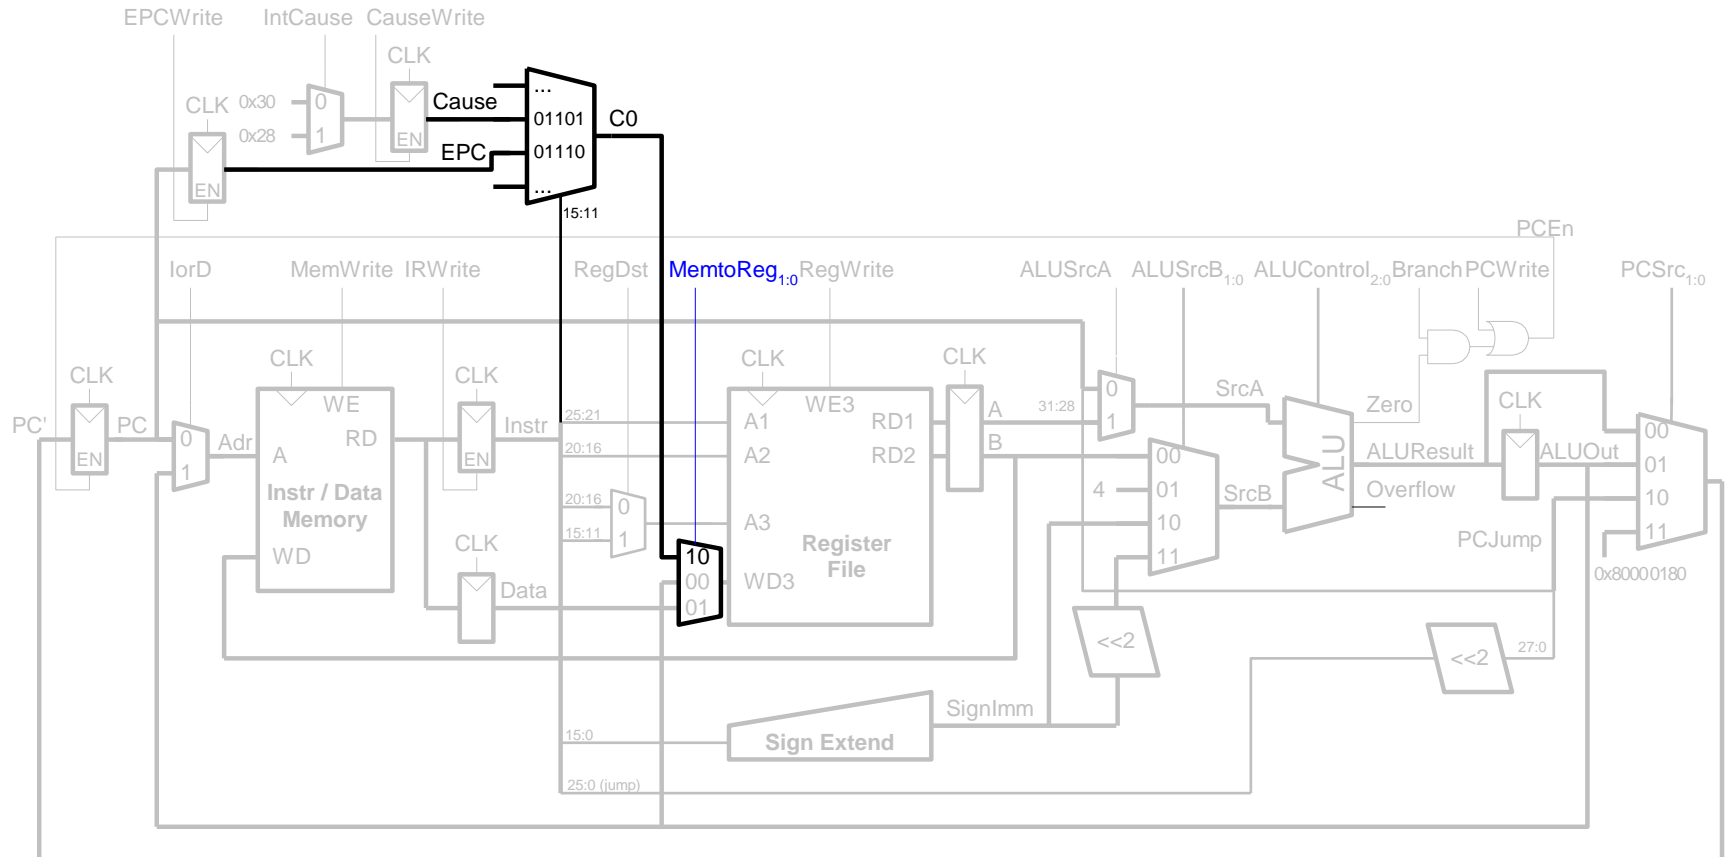 EPCWrite IntCause CauseWrite
CLK
0x30 0 CLK Cause ... 01101 C0
CLK 0x28 1 EN EPC 01110
EN ...
15:11
PCEn
IorD MemWrite IRWrite RegDst MemtoReg1:0 RegWrite ALUSrcA ALUSrcB1:0 ALUControl2:0 Branch PCWrite PCSrc1:0
CLK CLK CLK CLK CLK
PC' PC EN
0 1 Adr
WE A RD Instr / Data Memory WD
EN Instr
CLK Data
25:21
20:16
20:16 0
15:11 1
10
00
01
A1 A2 A3 WD3 WE3 RD1 RD2 Register File
A
B
31:28 0 1 SrcA
4 00 01 10 11 SrcB
ALU Zero ALUResult Overflow
CLK ALUOut
00
01
10
11
PCJump
0x8000 0180
<<2
<<2 27:0
SignImm
15:0 Sign Extend
25:0 (jump)